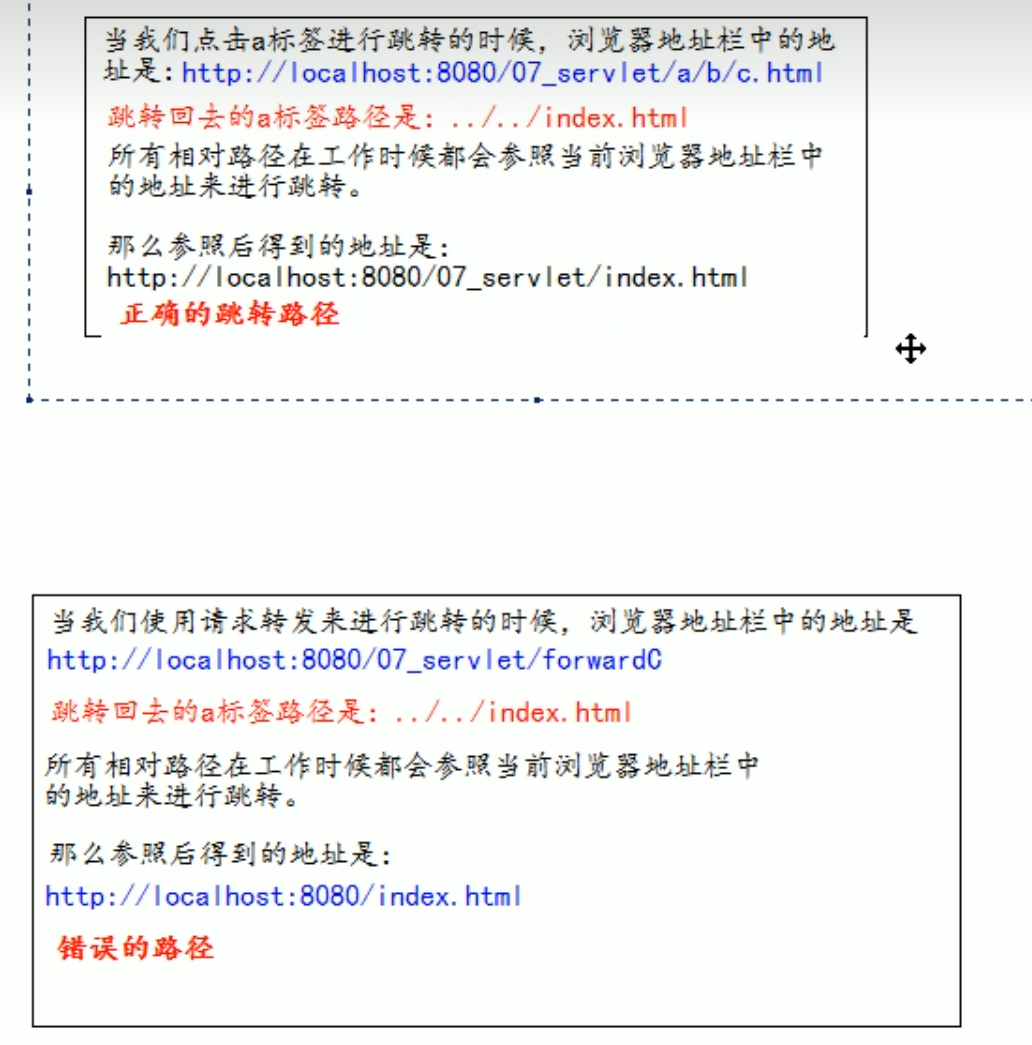 当我们点击a标签进行跳转的时候，浏览器地址栏中的地
址是：http://localhost:8080/07_servlet/a/b/c.html
跳转回去的a标签路径是：../../index.html
所有相对路径在工作时候都会参照当前浏览器地址栏中
的地址来进行跳转。
那么参照后得到的地址是：
http://localhost:8080/07_servlet/index.html
正确的跳转路径
当我们使用请求转发来进行跳转的时候，浏览器地址栏中的地址是
http://localhost:8080/07_servlet/forwardC
跳转回去的a标签路径是：../../index.html
所有相对路径在工作时候都会参照当前浏览器地址栏中
的地址来进行跳转。
那么参照后得到的地址是：
http://localhost:8080/index.html
错误的路径